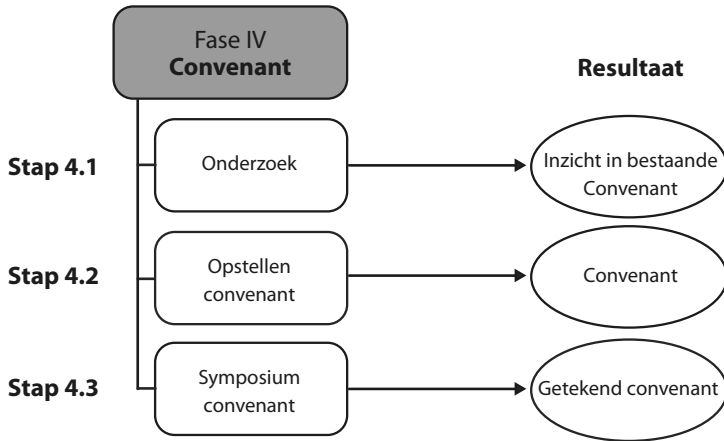 Fase IV
Convenant
Resultaat
Stap 4.1
Onderzoek
Inzicht in bestaande
Convenant
Stap 4.2
Opstellen
convenant
Convenant
Stap 4.3
Symposium
convenant
Getekend convenant